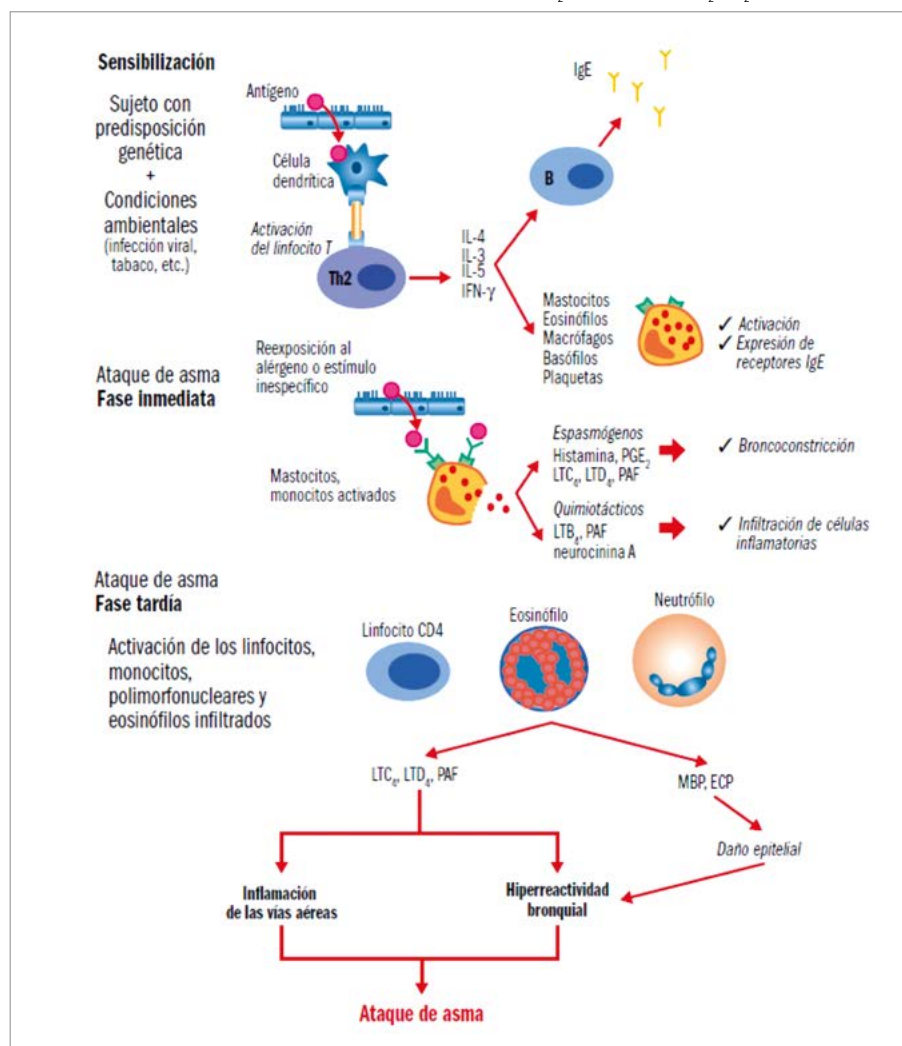 Sensibilización
Sujeto con
predisposición
genética
+
Condiciones
ambientales
(infección viral,
tabaco, etc.)
Antígeno
Célula
dendrítica
Activación
del linfocito T
Th2
IL-4
IL-3
IL-5
IFN-γ
B
IgE
Mastocitos
Eosinófilos
Macrófagos
Basófilos
Plaquetas
✓ Activación
✓ Expresión de
receptores IgE
Ataque de asma
Fase inmediata
Reexposición al
alérgeno o estímulo
inespecífico
Mastocitos,
monocitos activados
Espasmógenos
Histamina, PGE₂
LTC₄, LTD₄, PAF
✓ Broncoconstricción
Quimiotácticos
LTB₄, PAF
neurocinina A
✓ Infiltración de células
inflamatorias
Ataque de asma
Fase tardía
Activación de los linfocitos,
monocitos,
polimorfonucleares y
eosinófilos infiltrados
Linfocito CD4
Eosinófilo
Neutrófilo
LTC₄, LTD₄, PAF
MBP, ECP
Daño epitelial
Inflamación
de las vías aéreas
Hiperreactividad
bronquial
Ataque de asma